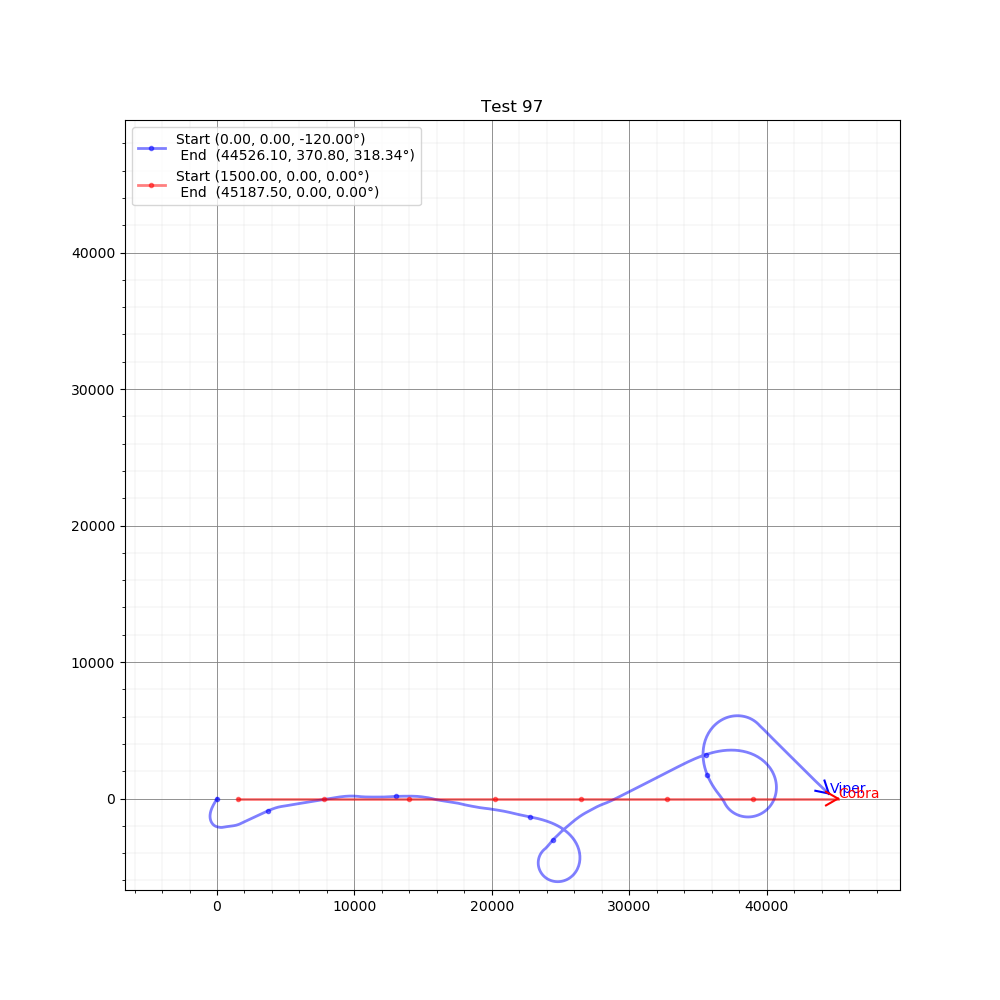 Test 97
Start (0.00, 0.00, -120.00°)
End (44526.10, 370.80, 318.34°)
Start (1500.00, 0.00, 0.00°)
End (45187.50, 0.00, 0.00°)
40000
30000
20000
10000
0
Viper
Cobra
0 10000 20000 30000 40000